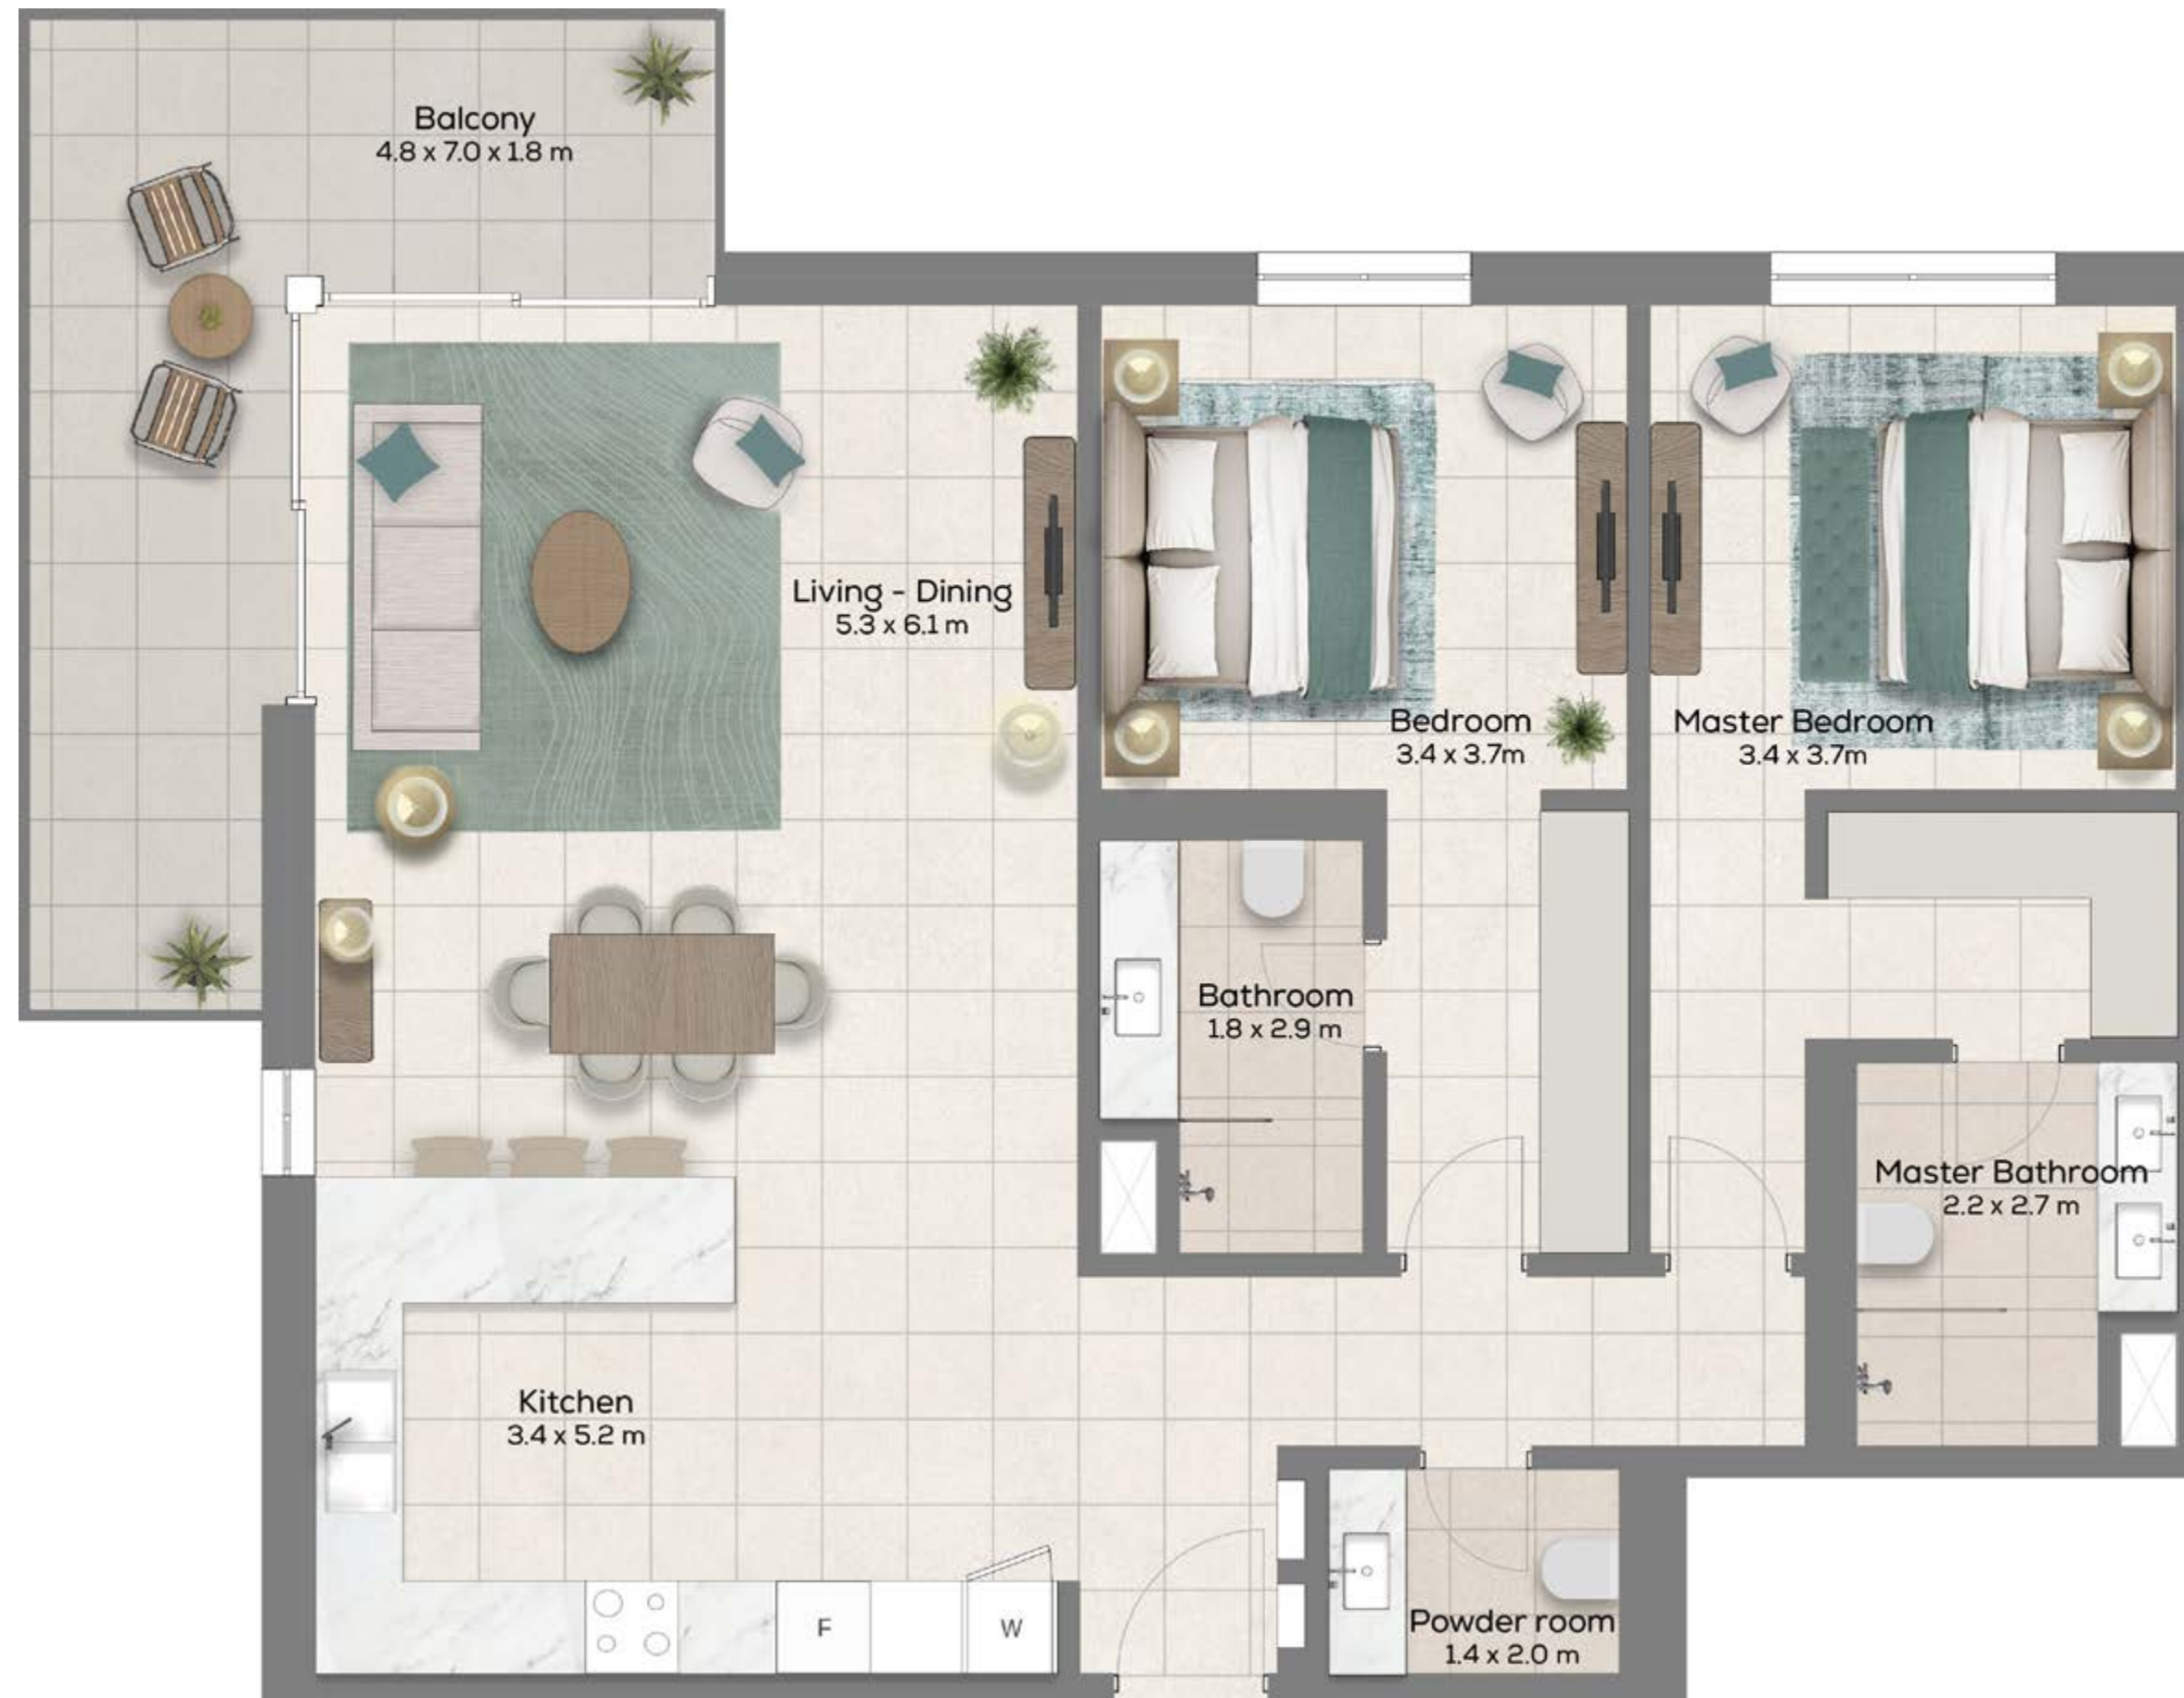 Balcony
4.8 x 7.0 x 1.8 m
Living - Dining
5.3 x 6.1 m
Bedroom
3.4 x 3.7m
Master Bedroom
3.4 x 3.7m
Bathroom
1.8 x 2.9 m
Master Bathroom
2.2 x 2.7 m
Kitchen
3.4 x 5.2 m
F
W
Powder room
1.4 x 2.0 m